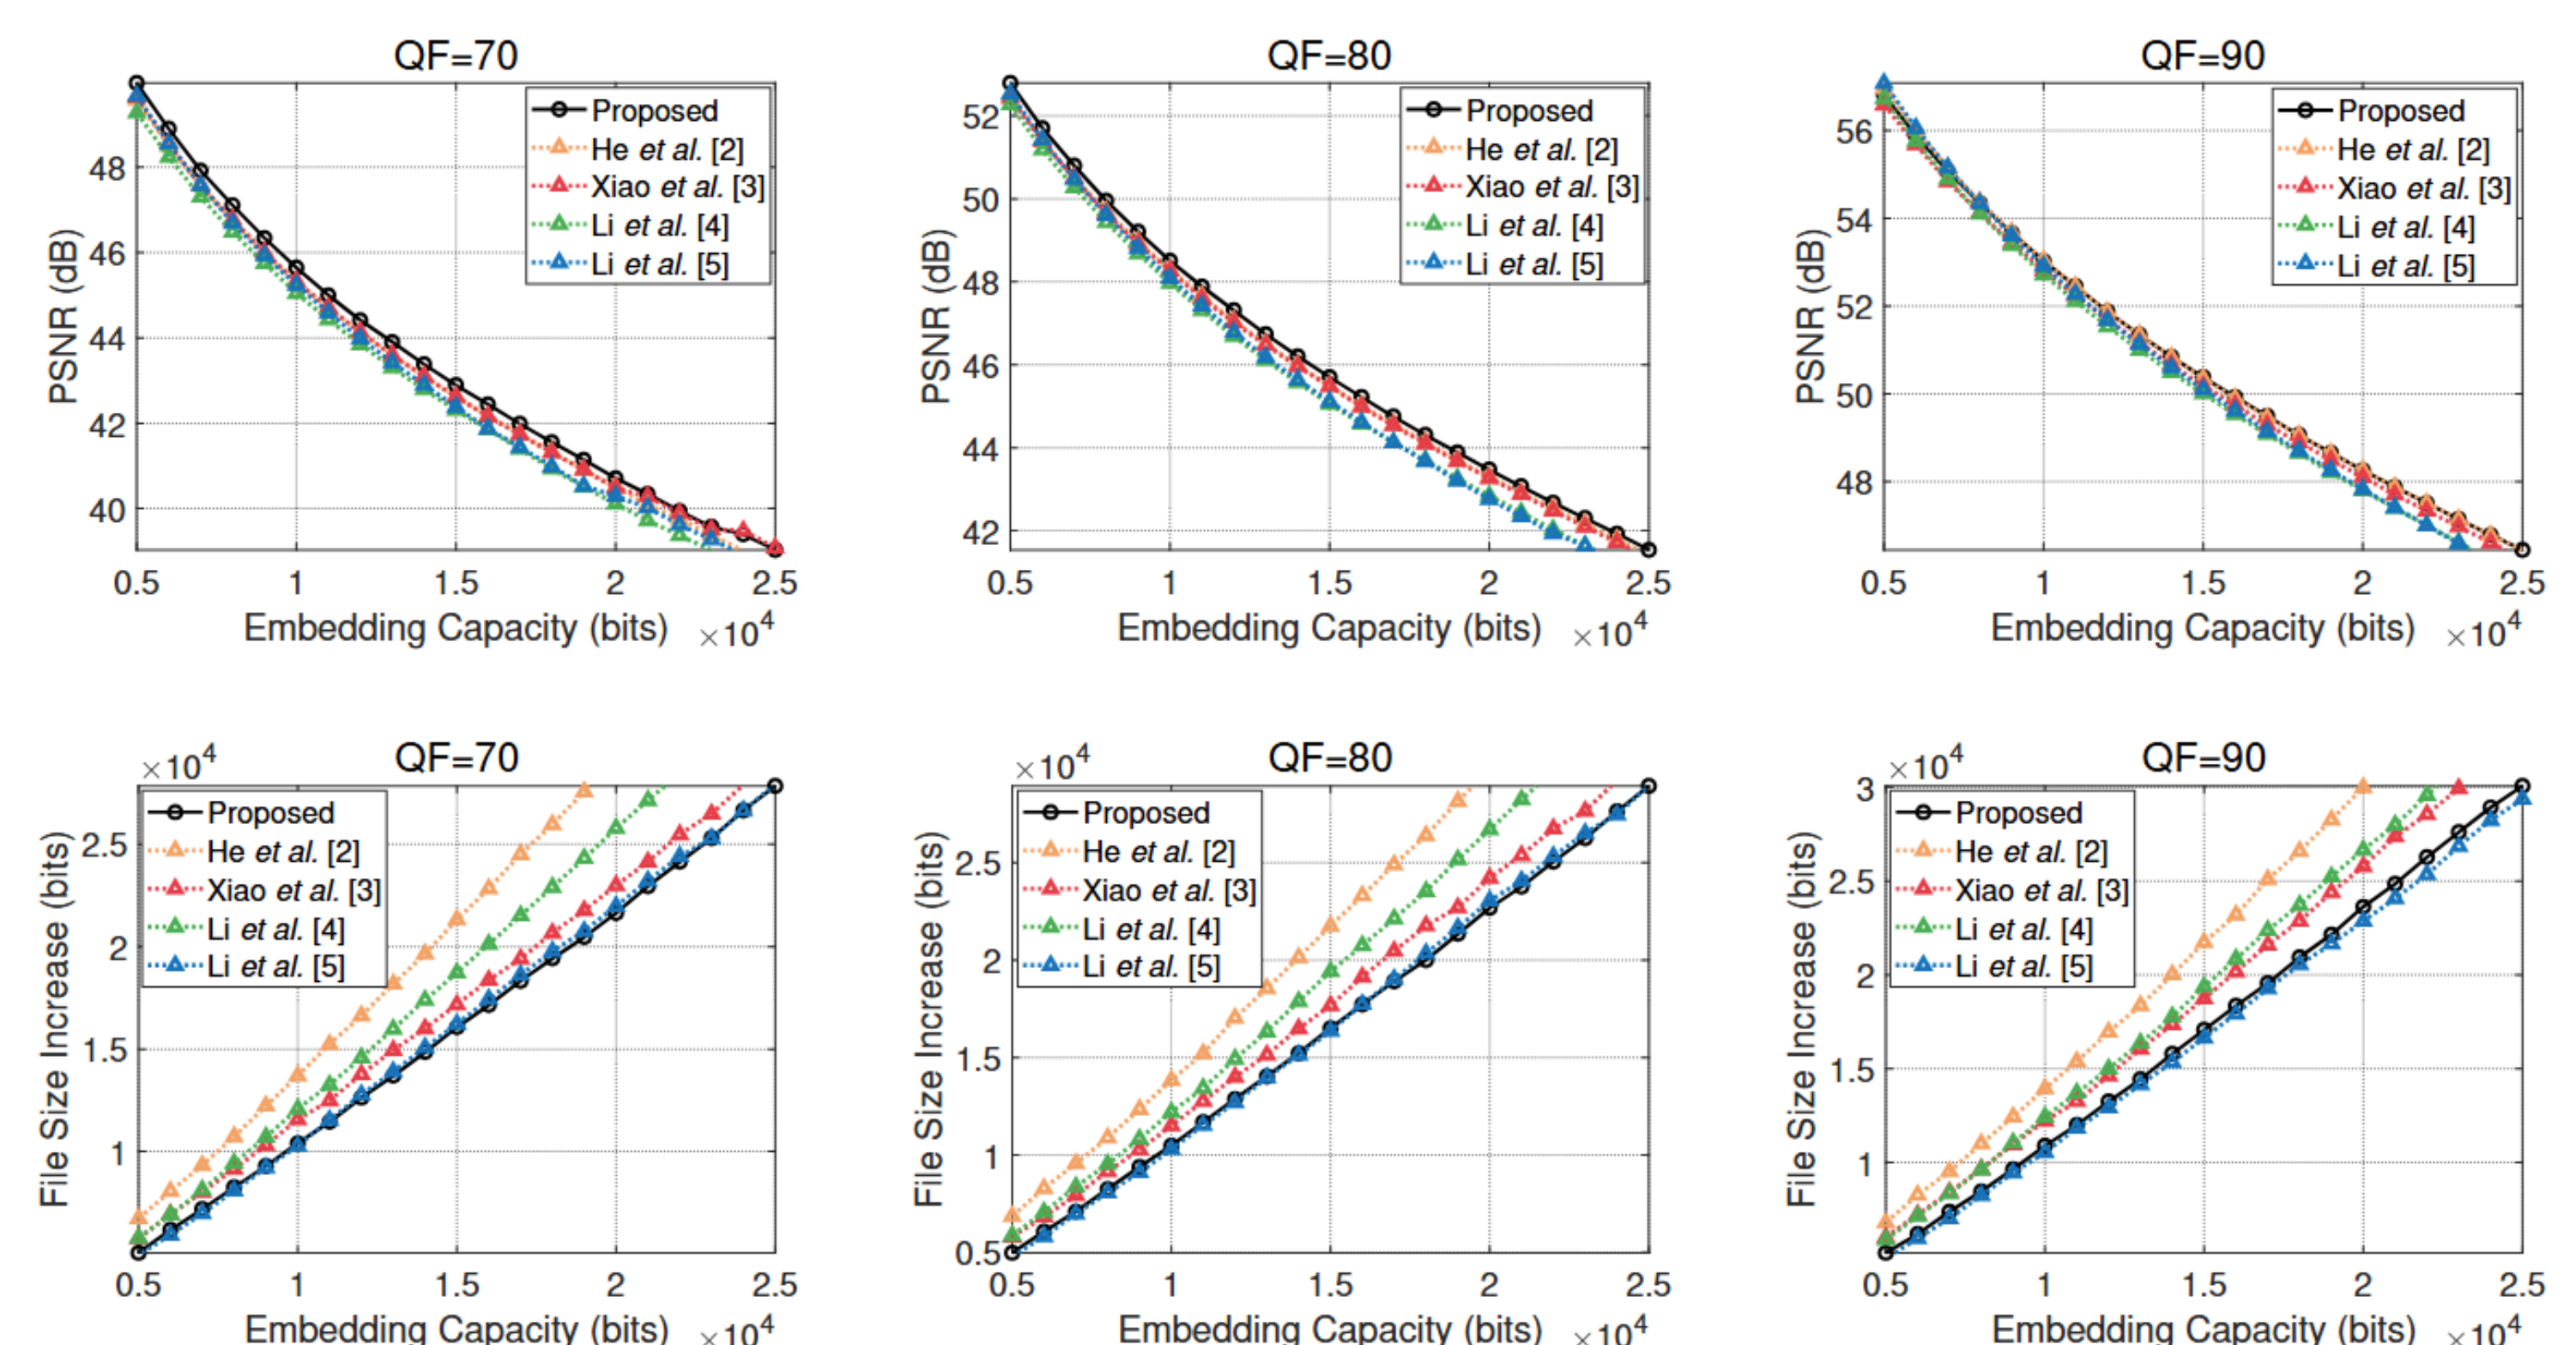 QF=70
PSNR (dB)
48
46
44
42
40
Proposed
He et al. [2]
Xiao et al. [3]
Li et al. [4]
Li et al. [5]
0.5 1 1.5 2 2.5
Embedding Capacity (bits) ×10⁴
QF=80
PSNR (dB)
52
50
48
46
44
42
Proposed
He et al. [2]
Xiao et al. [3]
Li et al. [4]
Li et al. [5]
0.5 1 1.5 2 2.5
Embedding Capacity (bits) ×10⁴
QF=90
PSNR (dB)
56
54
52
50
48
Proposed
He et al. [2]
Xiao et al. [3]
Li et al. [4]
Li et al. [5]
0.5 1 1.5 2 2.5
Embedding Capacity (bits) ×10⁴
×10⁴ QF=70
File Size Increase (bits)
2.5
2
1.5
1
Proposed
He et al. [2]
Xiao et al. [3]
Li et al. [4]
Li et al. [5]
0.5 1 1.5 2 2.5
Embedding Capacity (bits) ×10⁴
×10⁴ QF=80
File Size Increase (bits)
2.5
2
1.5
1
0.5
Proposed
He et al. [2]
Xiao et al. [3]
Li et al. [4]
Li et al. [5]
0.5 1 1.5 2 2.5
Embedding Capacity (bits) ×10⁴
×10⁴ QF=90
File Size Increase (bits)
3
2.5
2
1.5
1
Proposed
He et al. [2]
Xiao et al. [3]
Li et al. [4]
Li et al. [5]
0.5 1 1.5 2 2.5
Embedding Capacity (bits) ×10⁴